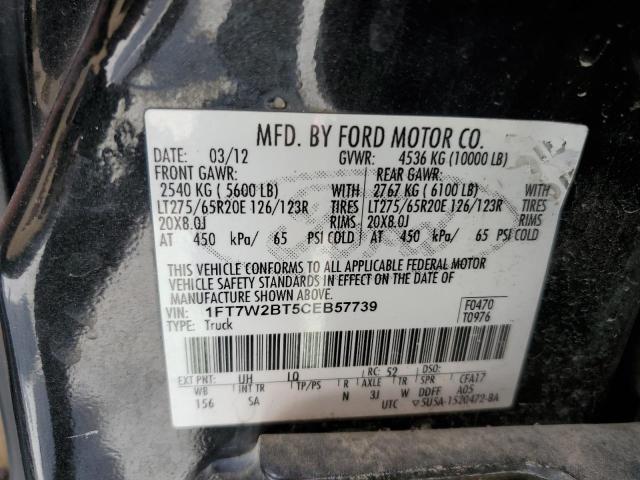 MFD. BY FORD MOTOR CO.
DATE: 03/12 GVWR: 4536 KG (10000 LB)
FRONT GAWR: REAR GAWR:
2540 KG ( 5600 LB) WITH 2767 KG ( 6100 LB) WITH
LT275/65R20E 126/123R TIRES LT275/65R20E 126/123R TIRES
20X8.0J RIMS 20X8.0J RIMS
AT 450 kPa/ 65 PSI COLD AT 450 kPa/ 65 PSI COLD
THIS VEHICLE CONFORMS TO ALL APPLICABLE FEDERAL MOTOR
VEHICLE SAFETY STANDARDS IN EFFECT ON THE DATE OF
MANUFACTURE SHOWN ABOVE.
VIN: 1FT7W2BT5CEB57739 F0470
TYPE: Truck T0976
EXT PNT: UH RC: 52 DSO:
WB INT TR TP/PS R AXLE TR SPR CFA17
156 SA N 3J W DDFF A05
UTC ▽5U5A-1520472-BA